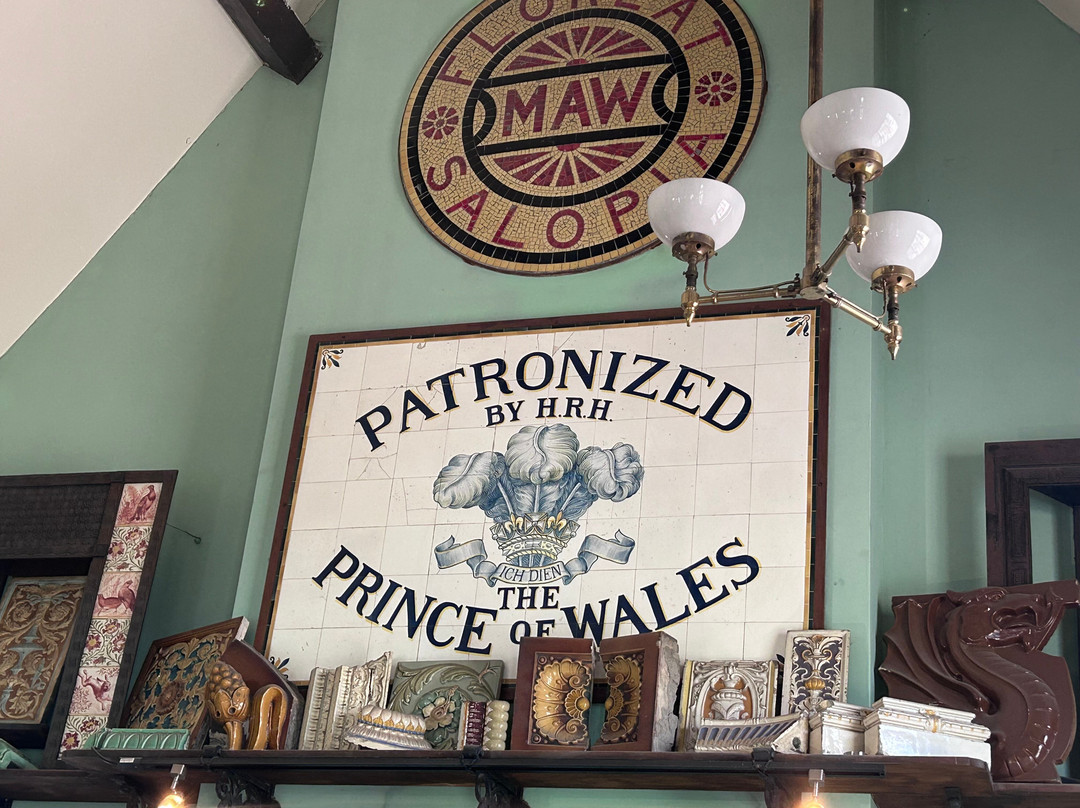 FLOREAT
MAW
SALOPIA
PATRONIZED
BY H.R.H.
ICH DIEN
THE
PRINCE OF WALES